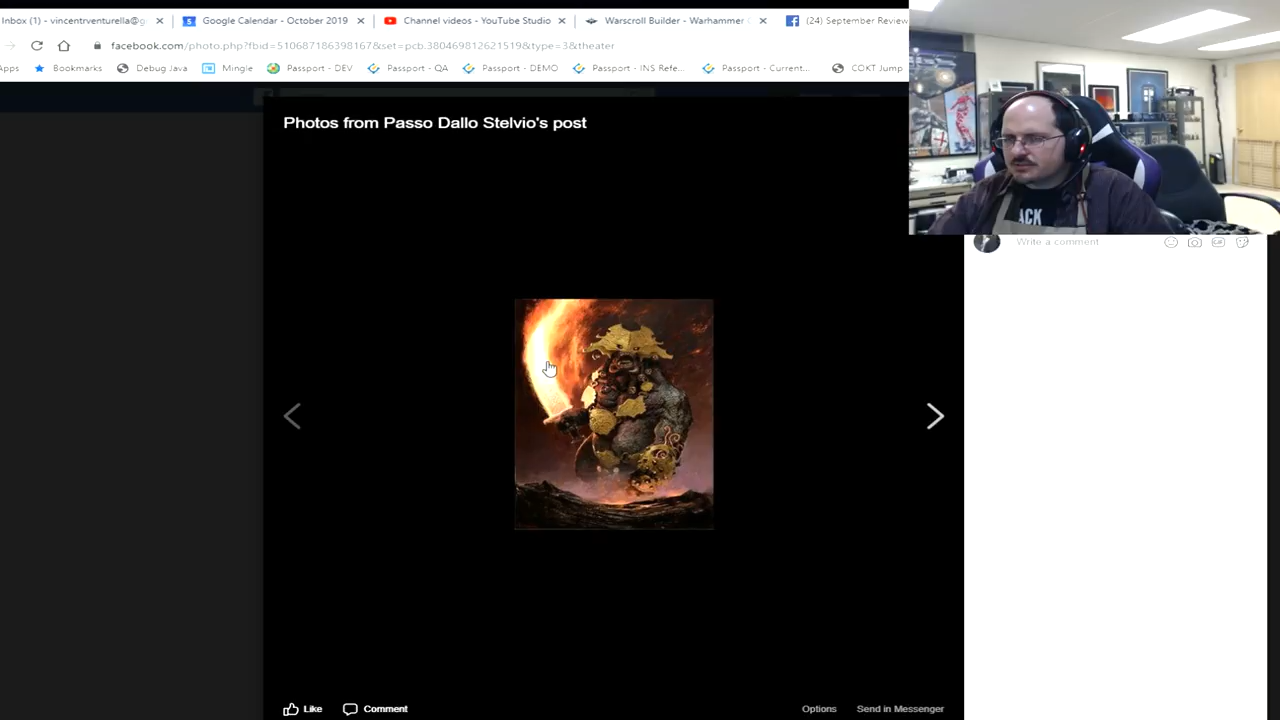 Inbox (1) - vincentrventurella@g
Google Calendar - October 2019
Channel videos - YouTube Studio
Warscroll Builder - Warhammer
(24) September Review
facebook.com/photo.php?fbid=510687186398167&set=pcb.380469812621519&type=3&theater
Apps
Bookmarks
Debug Java
Mingle
Passport - DEV
Passport - QA
Passport - DEMO
Passport - INS Refe...
Passport - Current...
COKT Jump
Photos from Passo Dallo Stelvio's post
ACK
Write a comment
Like
Comment
Options
Send in Messenger